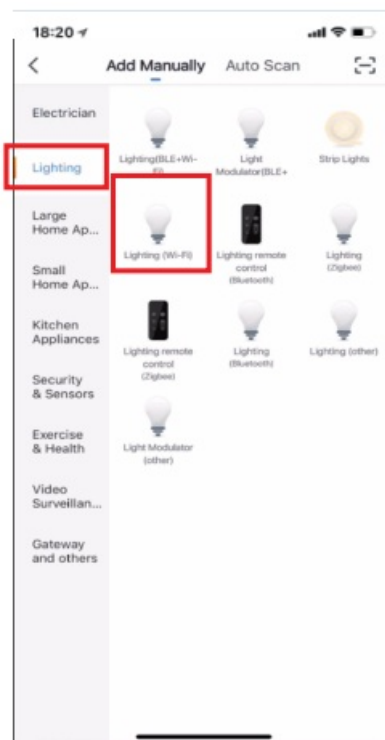 18:20
Add Manually Auto Scan
Electrician
Lighting
Large
Home Ap...
Small
Home Ap...
Kitchen
Appliances
Security
& Sensors
Exercise
& Health
Video
Surveillan...
Gateway
and others
Lighting(BLE+Wi-
Fi)
Light
Modulator(BLE+
Strip Lights
Lighting (Wi-Fi)
Lighting remote
control
(Bluetooth)
Lighting
(Zigbee)
Lighting remote
control
(Zigbee)
Lighting
(Bluetooth)
Lighting (other)
Light Modulator
(other)